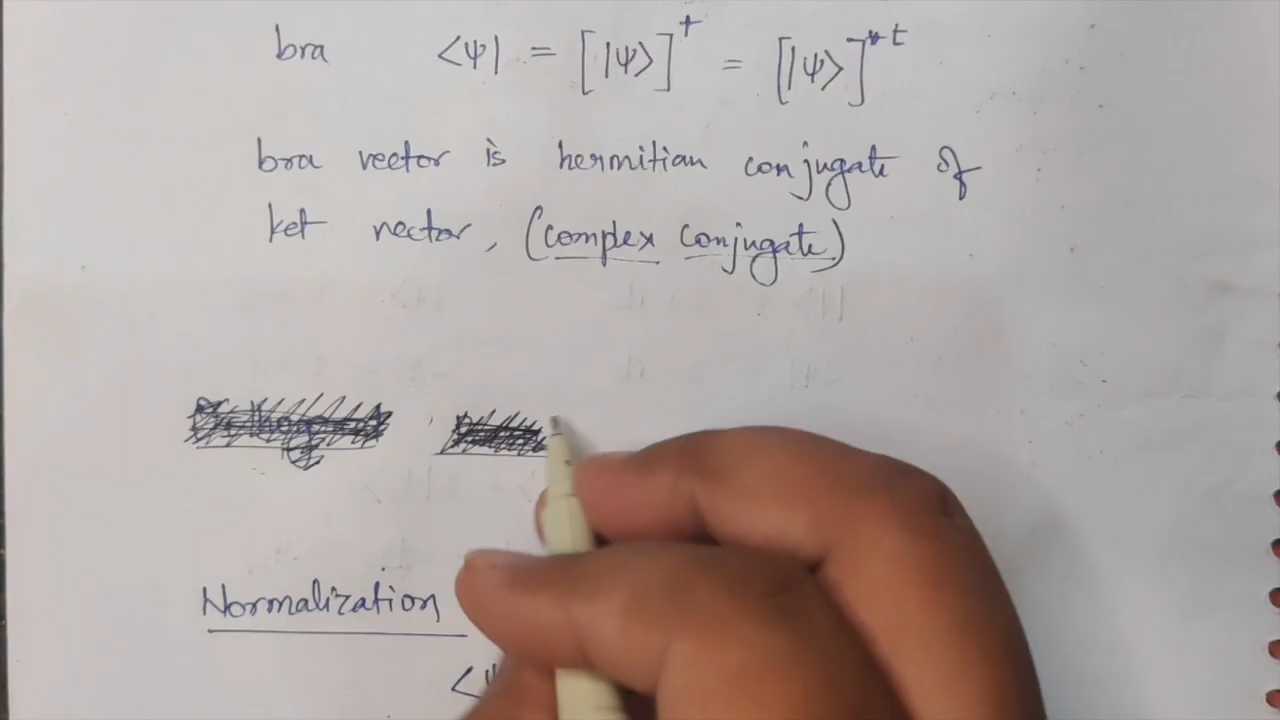 bra <ψ| = [|ψ>]† = [|ψ>]*t
bra vector is hermitian conjugate of
ket vector, (complex conjugate)
Normalization
<ψ